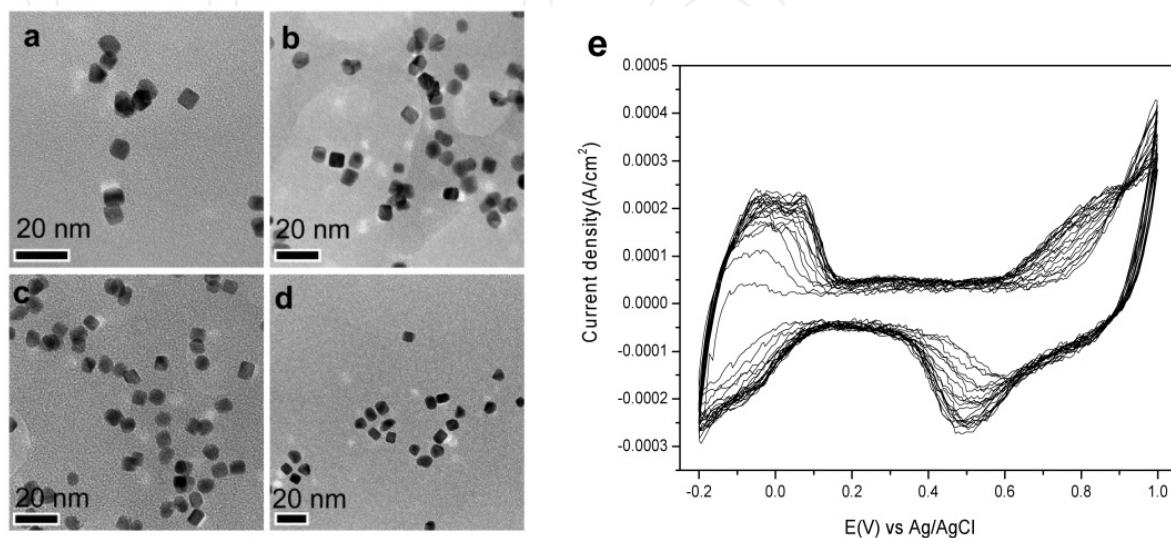 a
20 nm
b
20 nm
c
20 nm
d
20 nm
e
0.0005
0.0004
0.0003
0.0002
0.0001
0.0000
-0.0001
-0.0002
-0.0003
Current density(A/cm²)
-0.2 0.0 0.2 0.4 0.6 0.8 1.0
E(V) vs Ag/AgCl